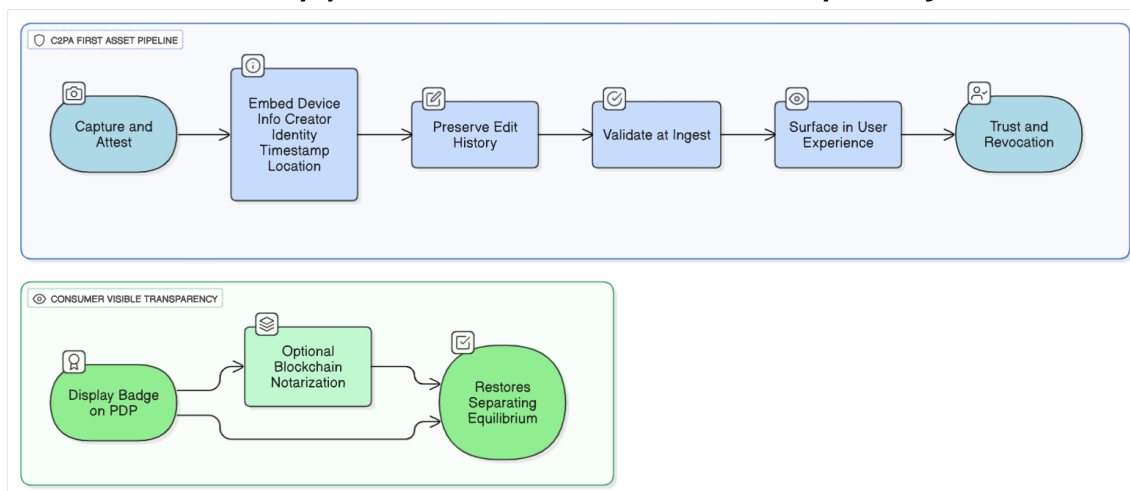 C2PA FIRST ASSET PIPELINE
Capture and
Attest
Embed Device
Info Creator
Identity
Timestamp
Location
Preserve Edit
History
Validate at Ingest
Surface in User
Experience
Trust and
Revocation
CONSUMER VISIBLE TRANSPARENCY
Display Badge
on PDP
Optional
Blockchain
Notarization
Restores
Separating
Equilibrium